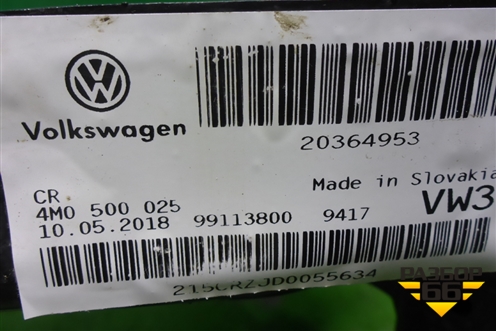 Volkswagen
20364953
CR
Made in Slovakia
4M0 500 025
VW3
10.05.2018 99113800 9417
215CRZJD0055634
РАЗБОР
66